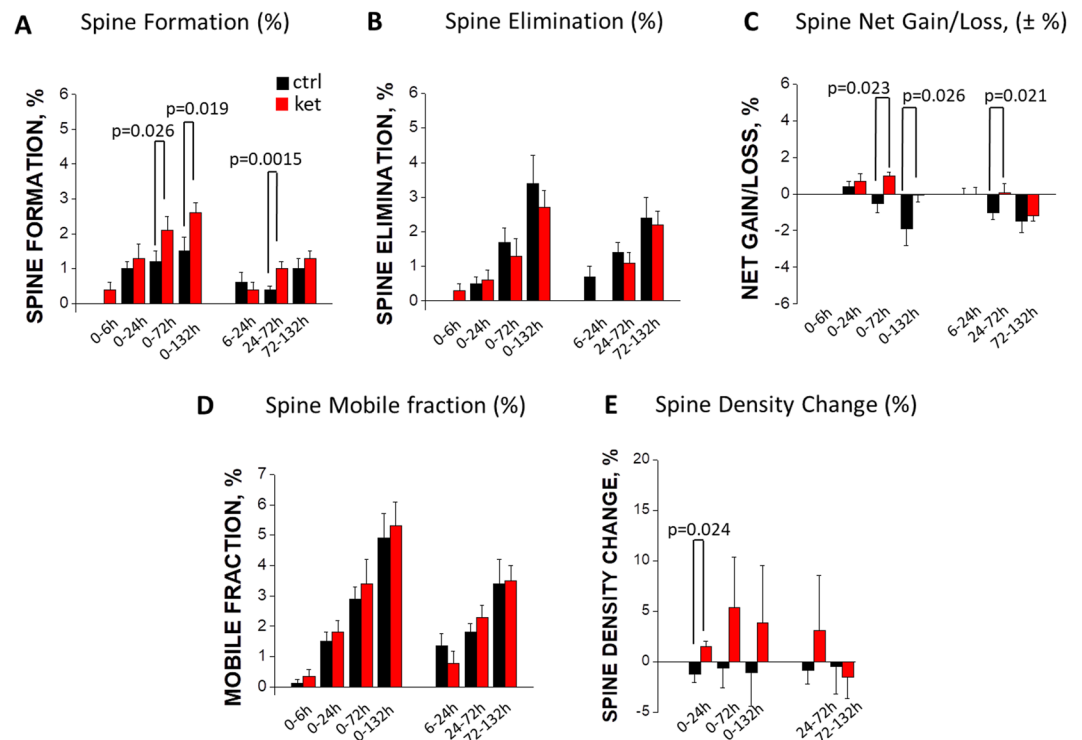 A Spine Formation (%)
B Spine Elimination (%)
C Spine Net Gain/Loss, (± %)
ctrl
ket
SPINE FORMATION, %
6
5
4
3
2
1
0
p=0.026
p=0.019
p=0.0015
0-6h
0-24h
0-72h
0-132h
6-24h
24-72h
72-132h
SPINE ELIMINATION, %
6
5
4
3
2
1
0
0-6h
0-24h
0-72h
0-132h
6-24h
24-72h
72-132h
NET GAIN/LOSS, %
6
4
2
0
-2
-4
-6
p=0.023
p=0.026
p=0.021
0-6h
0-24h
0-72h
0-132h
6-24h
24-72h
72-132h
D Spine Mobile fraction (%)
E Spine Density Change (%)
MOBILE FRACTION, %
7
6
5
4
3
2
1
0
0-6h
0-24h
0-72h
0-132h
6-24h
24-72h
72-132h
SPINE DENSITY CHANGE, %
20
15
10
5
0
-5
p=0.024
0-24h
0-72h
0-132h
24-72h
72-132h